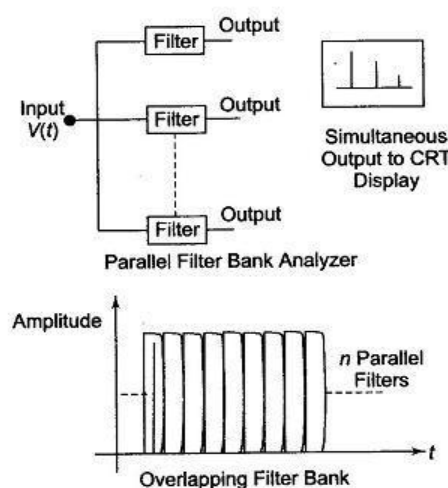 Output
Filter
Output
Input
V(t)
Filter
Simultaneous
Output to CRT
Display
Output
Filter
Parallel Filter Bank Analyzer
Amplitude
n Parallel
Filters
t
Overlapping Filter Bank